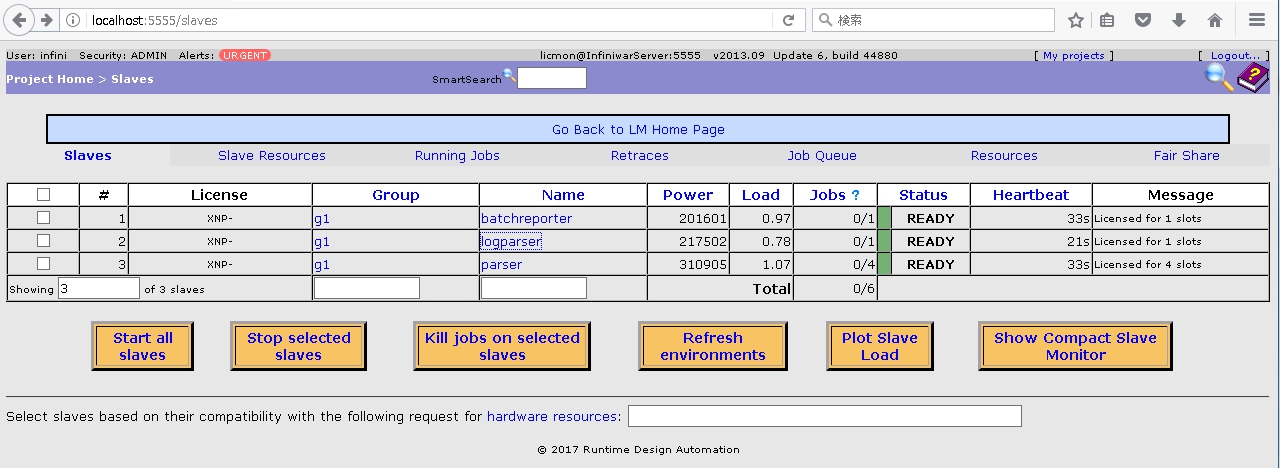 localhost:5555/slaves
検索
User: infini Security: ADMIN Alerts: URGENT licmon@InfiniwarServer:5555 v2013.09 Update 6, build 44880 [ My projects ] [ Logout... ]
Project Home > Slaves SmartSearch
Go Back to LM Home Page
Slaves Slave Resources Running Jobs Retraces Job Queue Resources Fair Share
# License Group Name Power Load Jobs ? Status Heartbeat Message
1 XNP- g1 batchreporter 201601 0.97 0/1 READY 33s Licensed for 1 slots
2 XNP- g1 logparser 217502 0.78 0/1 READY 21s Licensed for 1 slots
3 XNP- g1 parser 310905 1.07 0/4 READY 33s Licensed for 4 slots
Showing 3 of 3 slaves Total 0/6
Start all slaves
Stop selected slaves
Kill jobs on selected slaves
Refresh environments
Plot Slave Load
Show Compact Slave Monitor
Select slaves based on their compatibility with the following request for hardware resources:
© 2017 Runtime Design Automation